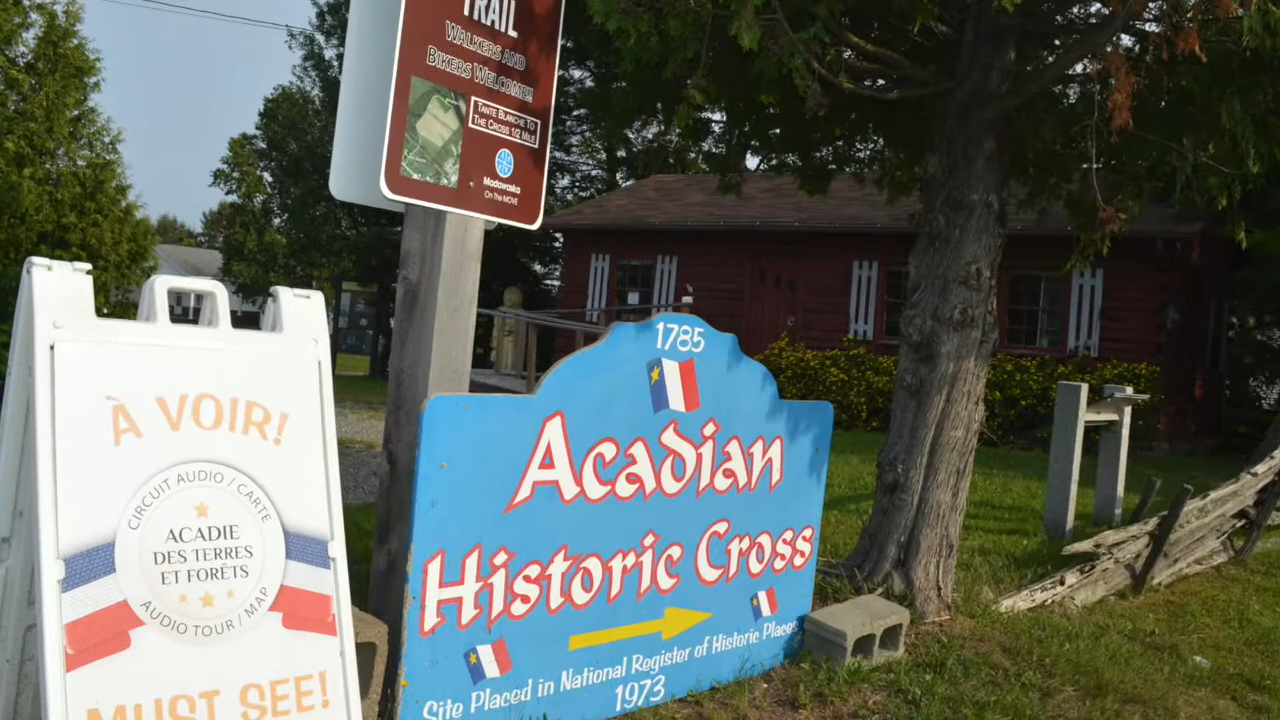 TRAIL
WALKERS AND
BIKERS WELCOME!!
TANTE BLANCHE TO
THE CROSS 1/2 MILE
Madawaska
On the MOVE
À VOIR!
CIRCUIT AUDIO / CARTE
ACADIE
DES TERRES
ET FORÊTS
AUDIO TOUR / MAP
MUST SEE!
1785
Acadian
Historic Cross
Site Placed in National Register of Historic Places
1973